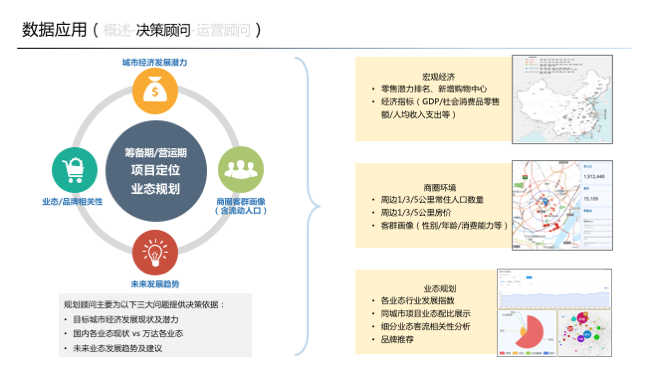 数据应用（概述-决策顾问-运营顾问）
城市经济发展潜力
筹备期/营运期
项目定位
业态规划
业态/品牌相关性
商圈客群画像
（含流动人口）
未来发展趋势
规划顾问主要为以下三大问题提供决策依据：
• 目标城市经济发展现状及潜力
• 国内各业态现状 vs 万达各业态
• 未来业态发展趋势及建议
宏观经济
• 零售潜力排名、新增购物中心
• 经济指标（GDP/社会消费品零售
额/人均收入支出等）
商圈环境
• 周边1/3/5公里常住人口数量
• 周边1/3/5公里房价
• 客群画像（性别/年龄/消费能力等）
1,912,448
15,109
业态规划
• 各业态行业发展指数
• 同城市项目业态配比展示
• 细分业态客流相关性分析
• 品牌推荐